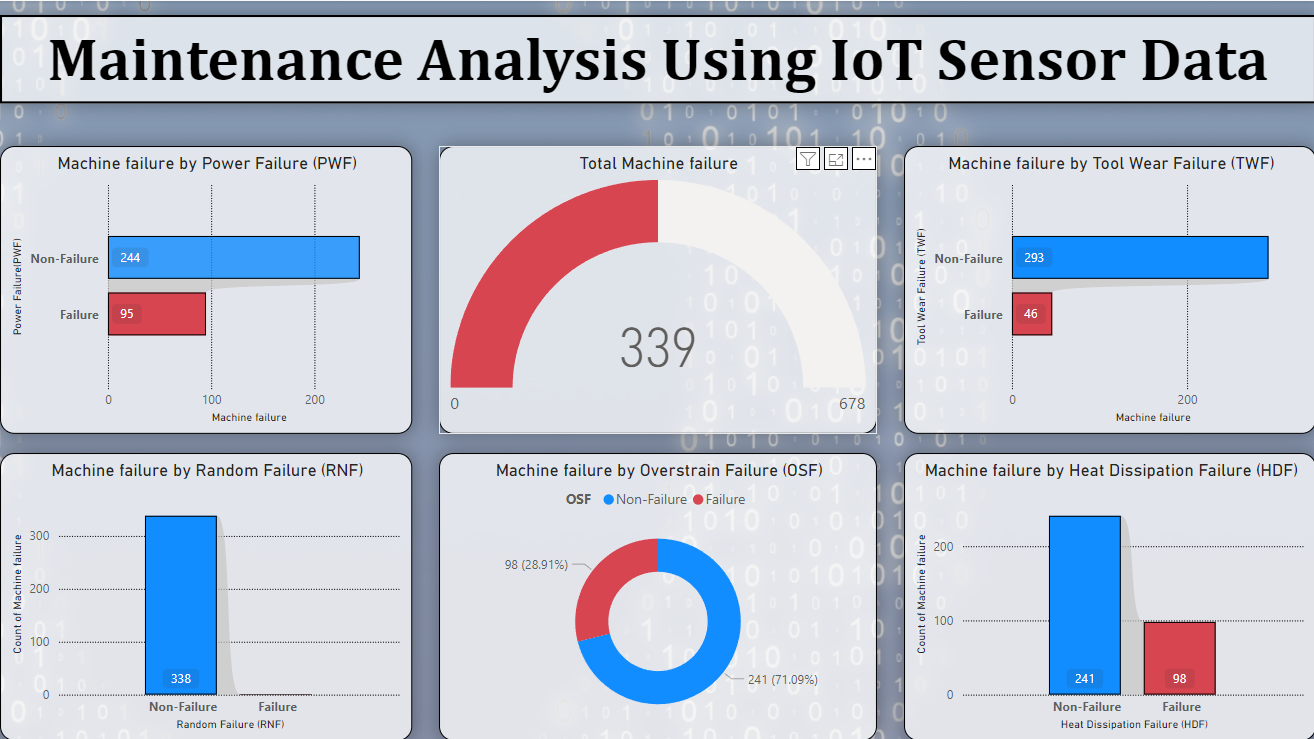 Maintenance Analysis Using IoT Sensor Data
Machine failure by Power Failure (PWF)
Power Failure(PWF)
Non-Failure
244
Failure
95
0
100
200
Machine failure
Total Machine failure
339
0
678
Machine failure by Tool Wear Failure (TWF)
Tool Wear Failure (TWF)
Non-Failure
293
Failure
46
0
200
Machine failure
Machine failure by Random Failure (RNF)
Count of Machine failure
300
200
100
0
338
Non-Failure
Failure
Random Failure (RNF)
Machine failure by Overstrain Failure (OSF)
OSF Non-Failure Failure
98 (28.91%)
241 (71.09%)
Machine failure by Heat Dissipation Failure (HDF)
Count of Machine failure
200
100
0
241
98
Non-Failure
Failure
Heat Dissipation Failure (HDF)